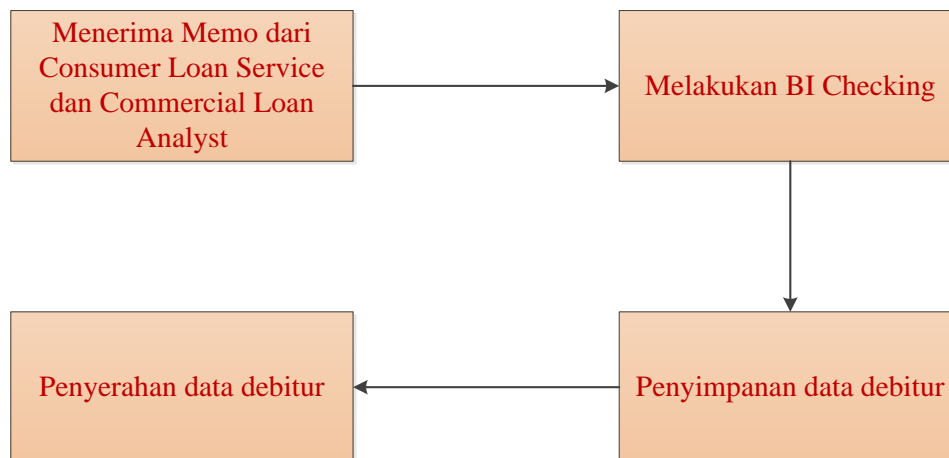 Menerima Memo dari
Consumer Loan Service
dan Commercial Loan
Analyst
Melakukan BI Checking
Penyimpanan data debitur
Penyerahan data debitur